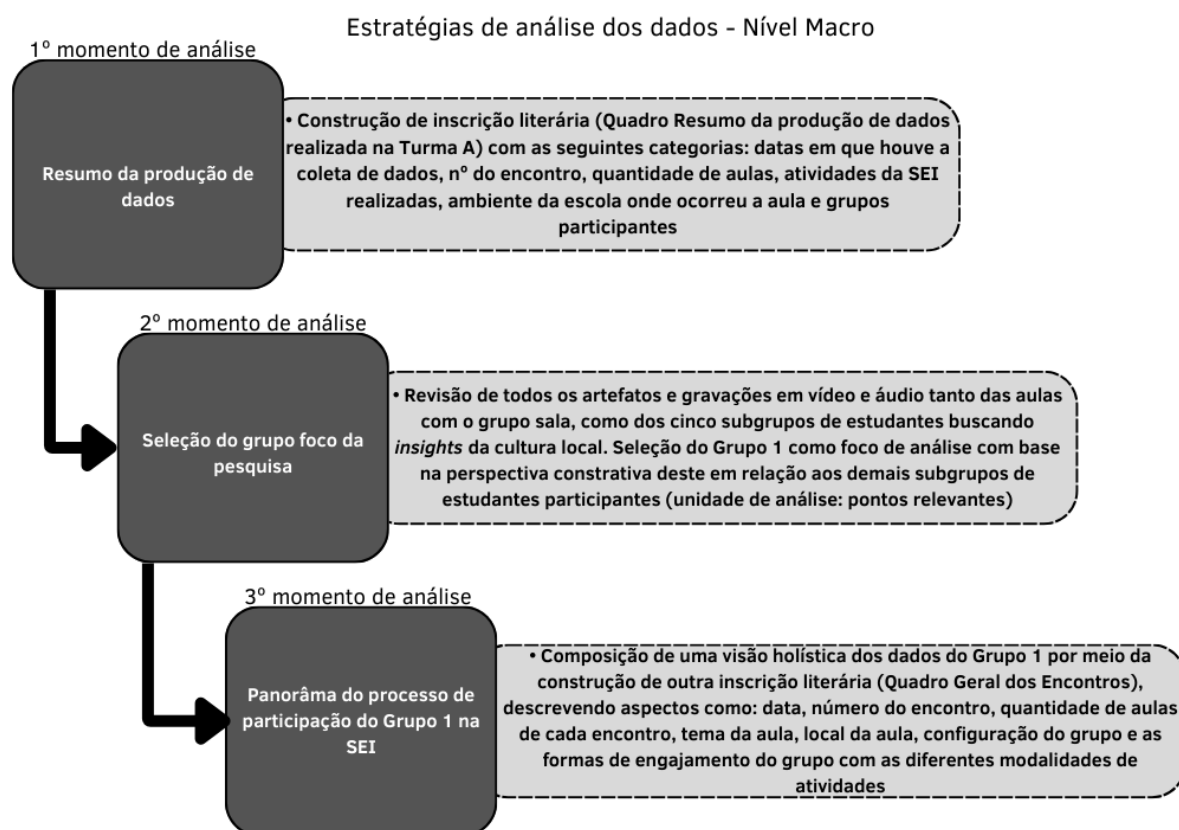 Estratégias de análise dos dados - Nível Macro
1º momento de análise
Resumo da produção de
dados
• Construção de inscrição literária (Quadro Resumo da produção de dados
realizada na Turma A) com as seguintes categorias: datas em que houve a
coleta de dados, nº do encontro, quantidade de aulas, atividades da SEI
realizadas, ambiente da escola onde ocorreu a aula e grupos
participantes
2º momento de análise
Seleção do grupo foco da
pesquisa
• Revisão de todos os artefatos e gravações em vídeo e áudio tanto das aulas
com o grupo sala, como dos cinco subgrupos de estudantes buscando
insights da cultura local. Seleção do Grupo 1 como foco de análise com base
na perspectiva constrativa deste em relação aos demais subgrupos de
estudantes participantes (unidade de análise: pontos relevantes)
3º momento de análise
Panorâma do processo de
participação do Grupo 1 na
SEI
• Composição de uma visão holística dos dados do Grupo 1 por meio da
construção de outra inscrição literária (Quadro Geral dos Encontros),
descrevendo aspectos como: data, número do encontro, quantidade de aulas
de cada encontro, tema da aula, local da aula, configuração do grupo e as
formas de engajamento do grupo com as diferentes modalidades de
atividades